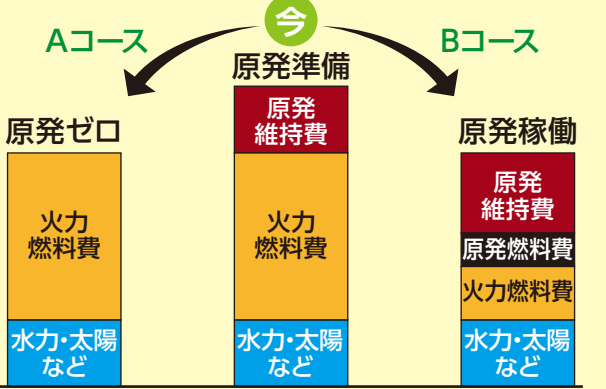 今
Aコース
Bコース
原発ゼロ
火力
燃料費
水力・太陽
など
原発準備
原発
維持費
火力
燃料費
水力・太陽
など
原発稼働
原発
維持費
原発燃料費
火力燃料費
水力・太陽
など